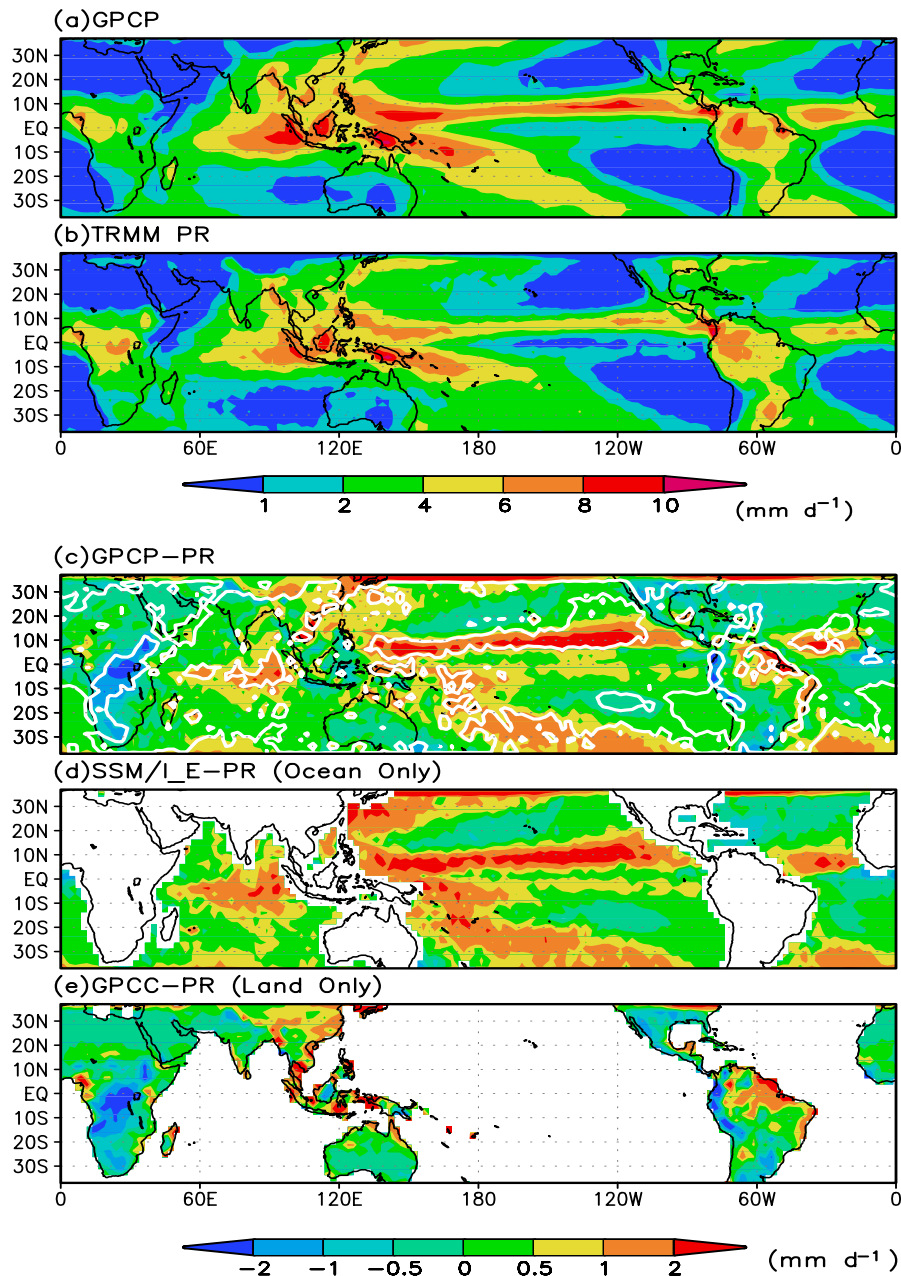 (a)GPCP
30N
20N
10N
EQ
10S
20S
30S
(b)TRMM PR
30N
20N
10N
EQ
10S
20S
30S
0 60E 120E 180 120W 60W 0
1 2 4 6 8 10
(mm d⁻¹)
(c)GPCP−PR
30N
20N
10N
EQ
10S
20S
30S
(d)SSM/I_E−PR (Ocean Only)
30N
20N
10N
EQ
10S
20S
30S
(e)GPCC−PR (Land Only)
30N
20N
10N
EQ
10S
20S
30S
0 60E 120E 180 120W 60W 0
−2 −1 −0.5 0 0.5 1 2
(mm d⁻¹)